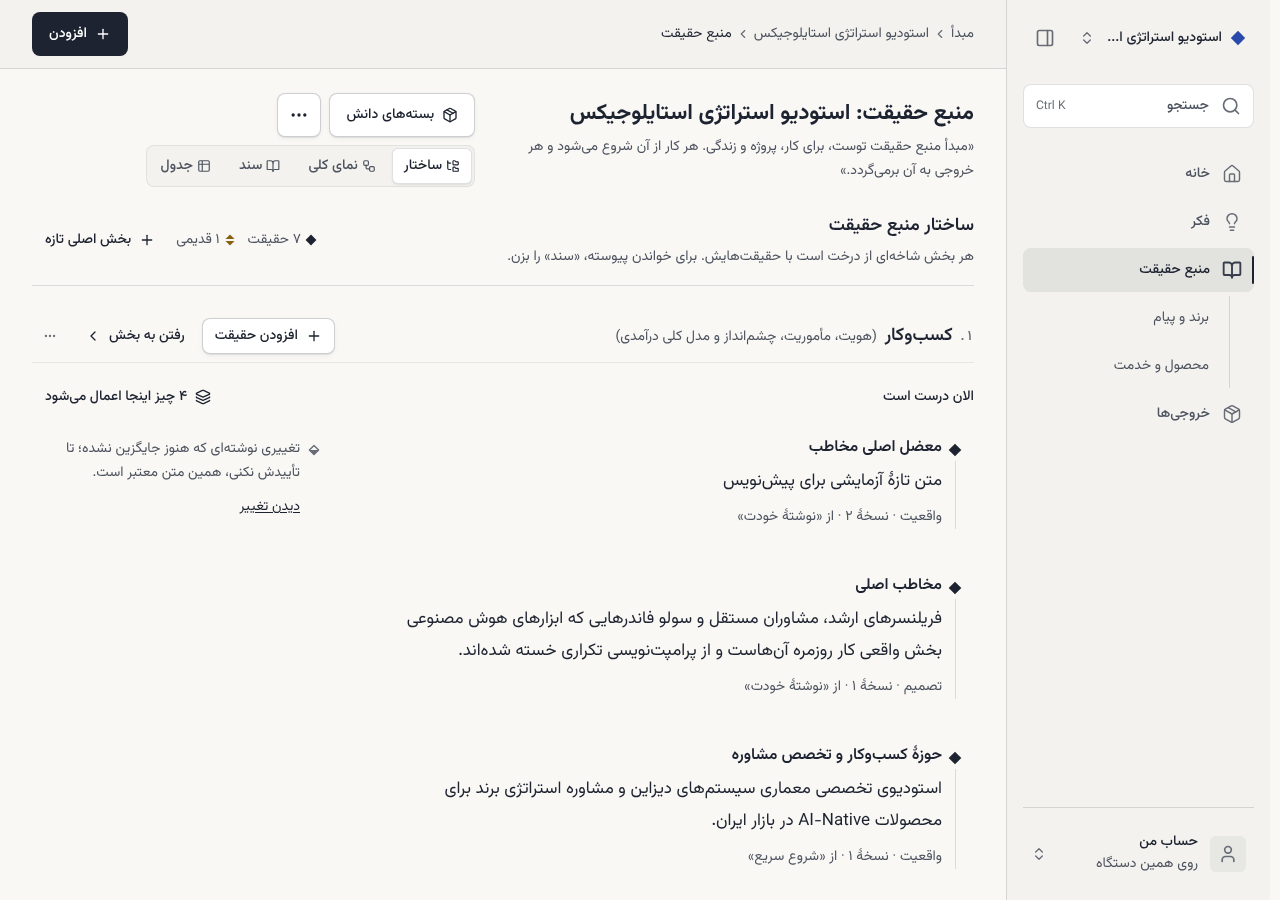 استودیو استراتژی ا...
جستجو
Ctrl K
خانه
فکر
منبع حقیقت
برند و پیام
محصول و خدمت
خروجی‌ها
حساب من
روی همین دستگاه
مبدأ › استودیو استراتژی استایلوجیکس › منبع حقیقت
افزودن
منبع حقیقت: استودیو استراتژی استایلوجیکس
«مبدأ منبع حقیقت توست، برای کار، پروژه و زندگی. هر کار از آن شروع می‌شود و هر
خروجی به آن برمی‌گردد.»
بسته‌های دانش
ساختار
نمای کلی
سند
جدول
ساختار منبع حقیقت
هر بخش شاخه‌ای از درخت است با حقیقت‌هایش. برای خواندن پیوسته، «سند» را بزن.
۷ حقیقت
۱ قدیمی
بخش اصلی تازه
۱. کسب‌وکار (هویت، مأموریت، چشم‌انداز و مدل کلی درآمدی)
افزودن حقیقت
رفتن به بخش
الان درست است
۴ چیز اینجا اعمال می‌شود
معضل اصلی مخاطب
متن تازهٔ آزمایشی برای پیش‌نویس
واقعیت · نسخهٔ ۲ · از «نوشتهٔ خودت»
تغییری نوشته‌ای که هنوز جایگزین نشده؛ تا
تأییدش نکنی، همین متن معتبر است.
دیدن تغییر
مخاطب اصلی
فریلنسرهای ارشد، مشاوران مستقل و سولو فاندرهایی که ابزارهای هوش مصنوعی
بخش واقعی کار روزمره آن‌هاست و از پرامپت‌نویسی تکراری خسته شده‌اند.
تصمیم · نسخهٔ ۱ · از «نوشتهٔ خودت»
حوزهٔ کسب‌وکار و تخصص مشاوره
استودیوی تخصصی معماری سیستم‌های دیزاین و مشاوره استراتژی برند برای
محصولات AI-Native در بازار ایران.
واقعیت · نسخهٔ ۱ · از «شروع سریع»